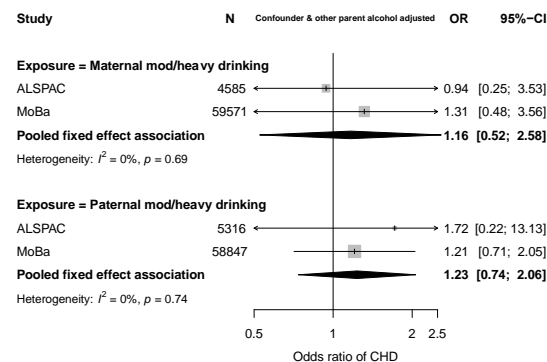 Study N Confounder & other parent alcohol adjusted OR 95%−CI
Exposure = Maternal mod/heavy drinking
ALSPAC 4585 0.94 [0.25; 3.53]
MoBa 59571 1.31 [0.48; 3.56]
Pooled fixed effect association 1.16 [0.52; 2.58]
Heterogeneity: I² = 0%, p = 0.69
Exposure = Paternal mod/heavy drinking
ALSPAC 5316 1.72 [0.22; 13.13]
MoBa 58847 1.21 [0.71; 2.05]
Pooled fixed effect association 1.23 [0.74; 2.06]
Heterogeneity: I² = 0%, p = 0.74
0.5 1 2 2.5
Odds ratio of CHD